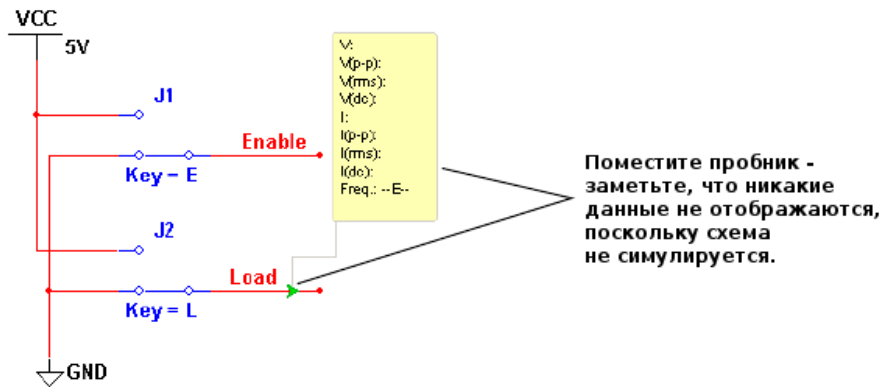 VCC
5V
J1
Enable
Key = E
J2
Load
Key = L
GND
V:
V(p-p):
V(rms):
V(dc):
I:
I(p-p):
I(rms):
I(dc):
Freq.: --E--
Поместите пробник -
заметьте, что никакие
данные не отображаются,
поскольку схема
не симулируется.